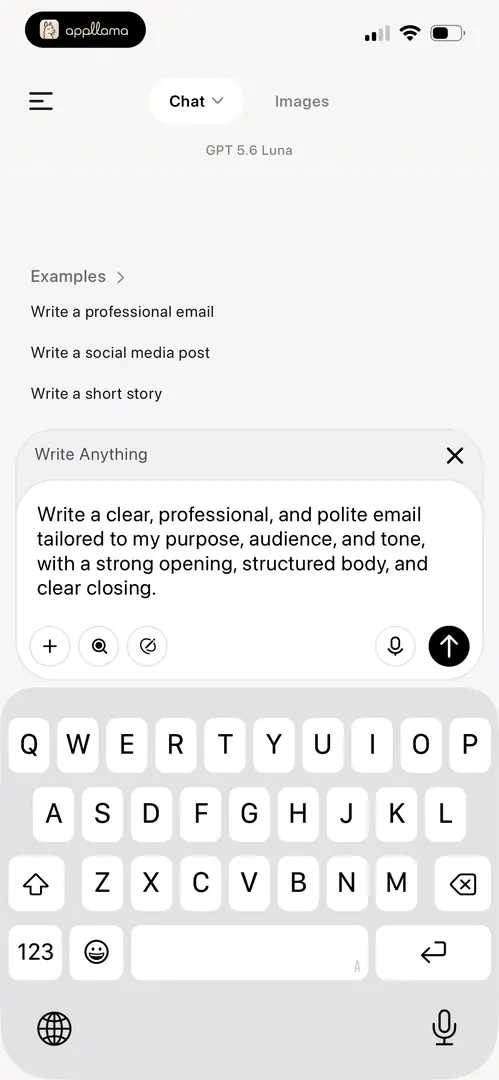 appllama
Chat
Images
GPT 5.6 Luna
Examples
Write a professional email
Write a social media post
Write a short story
Write Anything
Write a clear, professional, and polite email
tailored to my purpose, audience, and tone,
with a strong opening, structured body, and
clear closing.
Q W E R T Y U I O P
A S D F G H J K L
Z X C V B N M
123
A